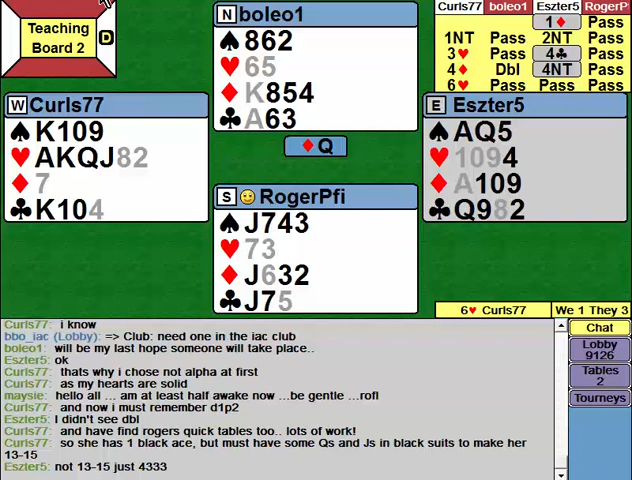 Teaching
Board 2
D
N boleo1
♠862
♥65
♦K854
♣A63
Curls77 boleo1 Eszter5 RogerP
1♦ Pass
1NT Pass 2NT Pass
3♥ Pass 4♣ Pass
4♦ Dbl 4NT Pass
6♥ Pass Pass Pass
W Curls77
♠K109
♥AKQJ82
♦7
♣K104
♦Q
E Eszter5
♠AQ5
♥1094
♦A109
♣Q982
S RogerPfi
♠J743
♥73
♦J632
♣J75
6♥ Curls77 We 1 They 3
Curls77: i know
bbo_iac (Lobby): => Club: need one in the iac club
boleo1: will be my last hope someone will take place..
Eszter5: ok
Curls77: thats why i chose not alpha at first
Curls77: as my hearts are solid
maysie: hello all ... am at least half awake now ...be gentle ...rofl
Curls77: and now i must remember d1p2
Eszter5: I didn't see dbl
Curls77: and have find rogers quick tables too.. lots of work!
Curls77: so she has 1 black ace, but must have some Qs and Js in black suits to make her
13-15
Eszter5: not 13-15 just 4333
Chat
Lobby
9126
Tables
2
Tourneys